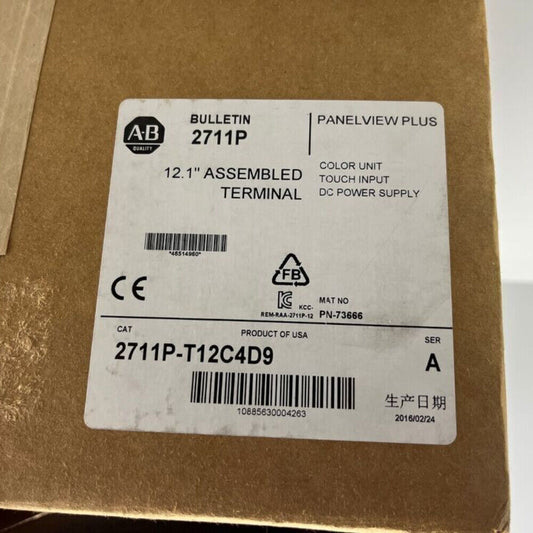 A-B
QUALITY
BULLETIN
2711P
PANELVIEW PLUS
12.1" ASSEMBLED
TERMINAL
COLOR UNIT
TOUCH INPUT
DC POWER SUPPLY
*46514960*
FB
CE
KC
KCC-
REM-RAA-2711P-12
MAT NO
PN-73666
CAT
PRODUCT OF USA
SER
2711P-T12C4D9
A
10885630004263
生产日期
2016/02/24